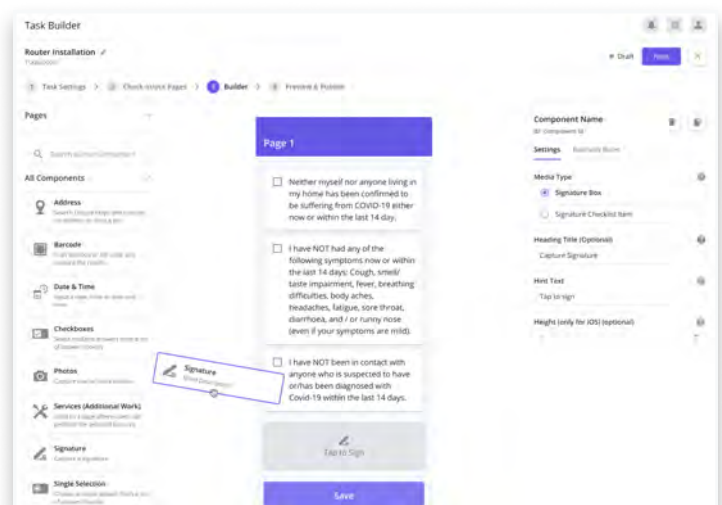 Task Builder
Router Installation
Draft
Next
1 Task Settings > 2 Check-in/out Pages > 3 Builder > 4 Preview & Publish
Pages
All Components
Address
Barcode
Date & Time
Checkboxes
Photos
Services (Additional Work)
Signature
Capture a signature
Single Selection
Signature
Page 1
Neither myself nor anyone living in
my home has been confirmed to
be suffering from COVID-19 either
now or within the last 14 day.
I have NOT had any of the
following symptoms now or within
the last 14 days: Cough, smell/
taste impairment, fever, breathing
difficulties, body aches,
headaches, fatigue, sore throat,
diarrhoea, and / or runny nose
(even if your symptoms are mild).
I have NOT been in contact with
anyone who is suspected to have
or/has been diagnosed with
Covid-19 within the last 14 days.
Tap to Sign
Save
Component Name
Settings
Business Rules
Media Type
Signature Box
Signature Checklist Item
Heading Title (Optional)
Capture Signature
Hint Text
Tap to sign
Height (only for iOS) (optional)